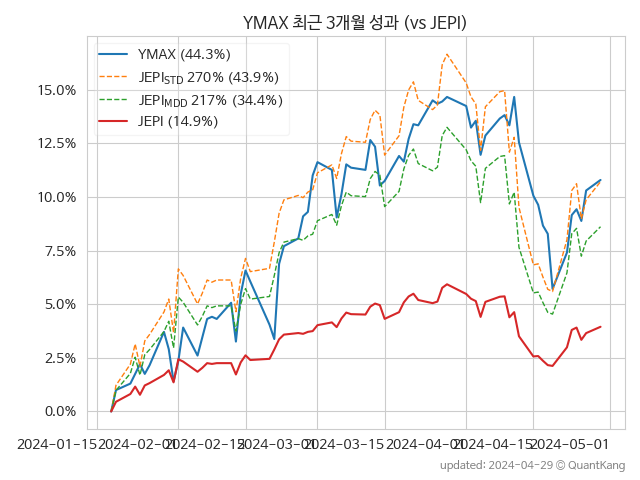 YMAX 최근 3개월 성과 (vs JEPI)
YMAX (44.3%)
JEPISTD 270% (43.9%)
JEPIMDD 217% (34.4%)
JEPI (14.9%)
15.0%
12.5%
10.0%
7.5%
5.0%
2.5%
0.0%
2024-01-15 2024-02-01 2024-02-15 2024-03-01 2024-03-15 2024-04-01 2024-04-15 2024-05-01
updated: 2024-04-29 @ QuantKang